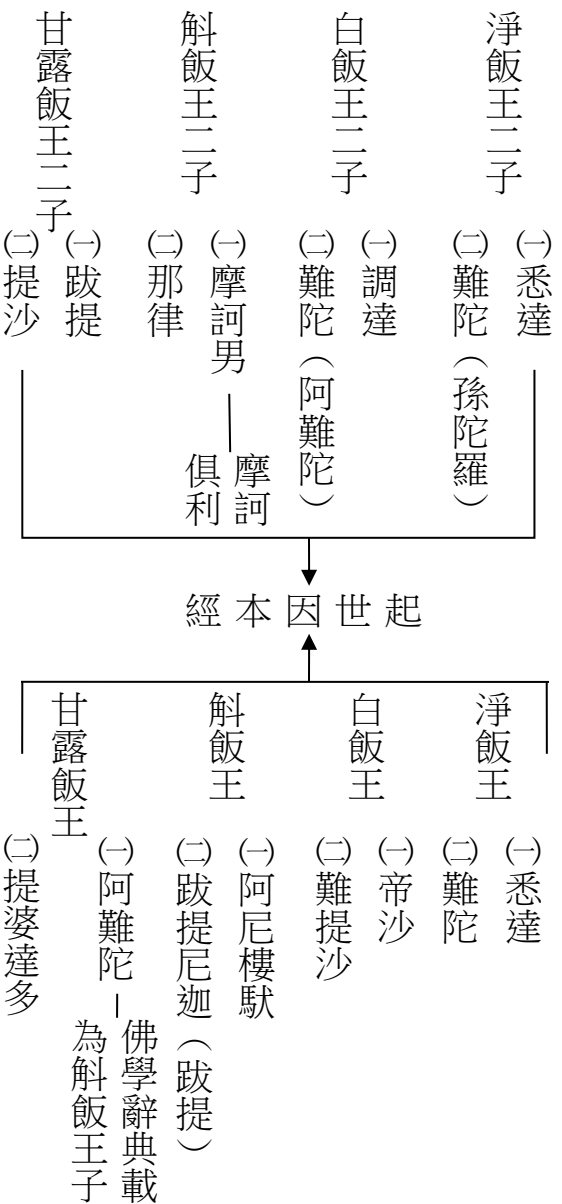 淨飯王二子
㈠悉達
㈡難陀（孫陀羅）
白飯王二子
㈠調達
㈡難陀（阿難陀）
斛飯王二子
㈠摩訶男
摩訶
俱利
㈡那律
甘露飯王二子
㈠跋提
㈡提沙
起世因本經
淨飯王
㈠悉達
㈡難陀
白飯王
㈠帝沙
㈡難提沙
斛飯王
㈠阿尼樓馱
㈡跋提尼迦（跋提）
甘露飯王
㈠阿難陀
佛學辭典載
為斛飯王子
㈡提婆達多